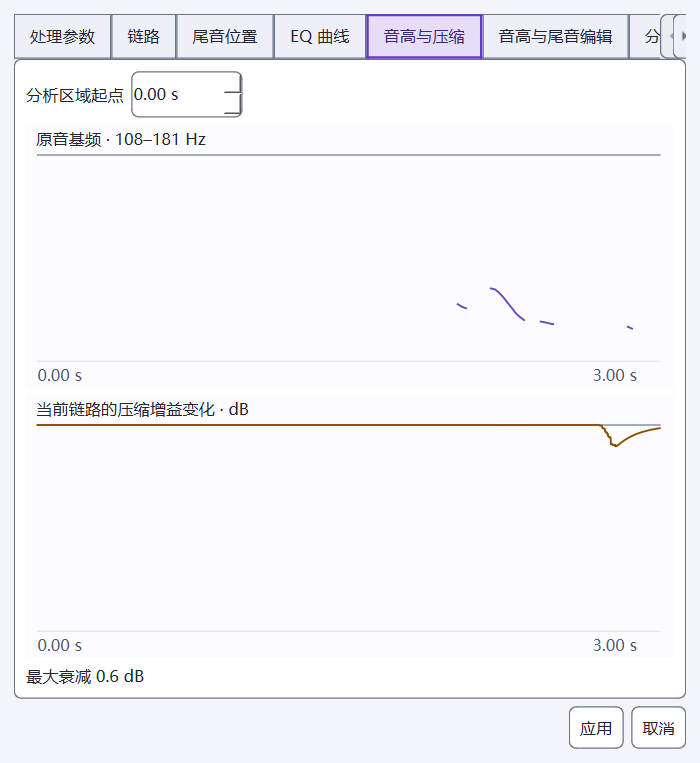 处理参数 链路 尾音位置 EQ 曲线 音高与压缩 音高与尾音编辑 分
分析区域起点 0.00 s
原音基频 · 108–181 Hz
0.00 s 3.00 s
当前链路的压缩增益变化 · dB
0.00 s 3.00 s
最大衰减 0.6 dB
应用 取消